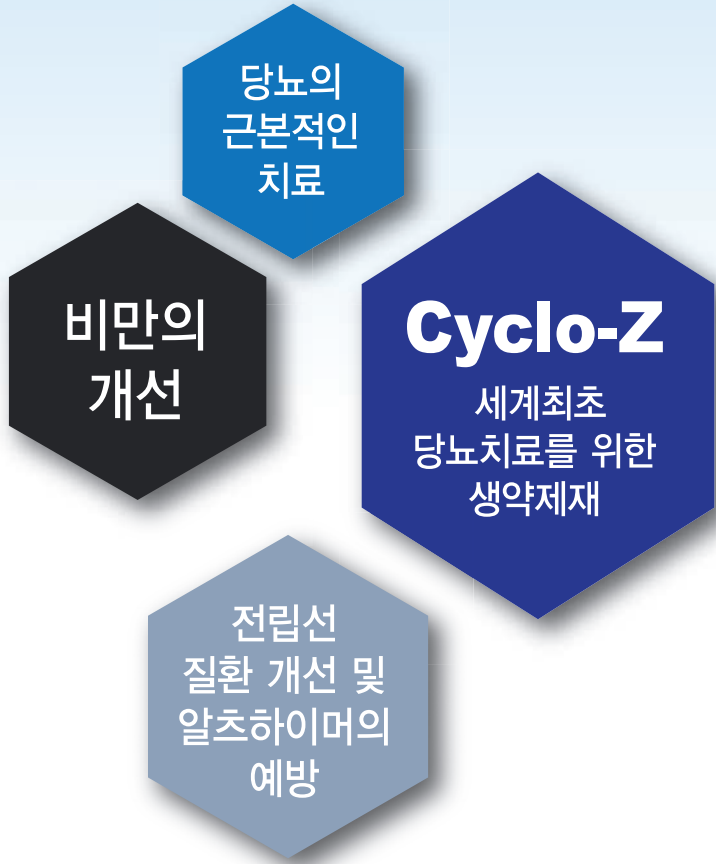 당뇨의
근본적인
치료
비만의
개선
Cyclo-Z
세계최초
당뇨치료를 위한
생약제재
전립선
질환 개선 및
알츠하이머의
예방